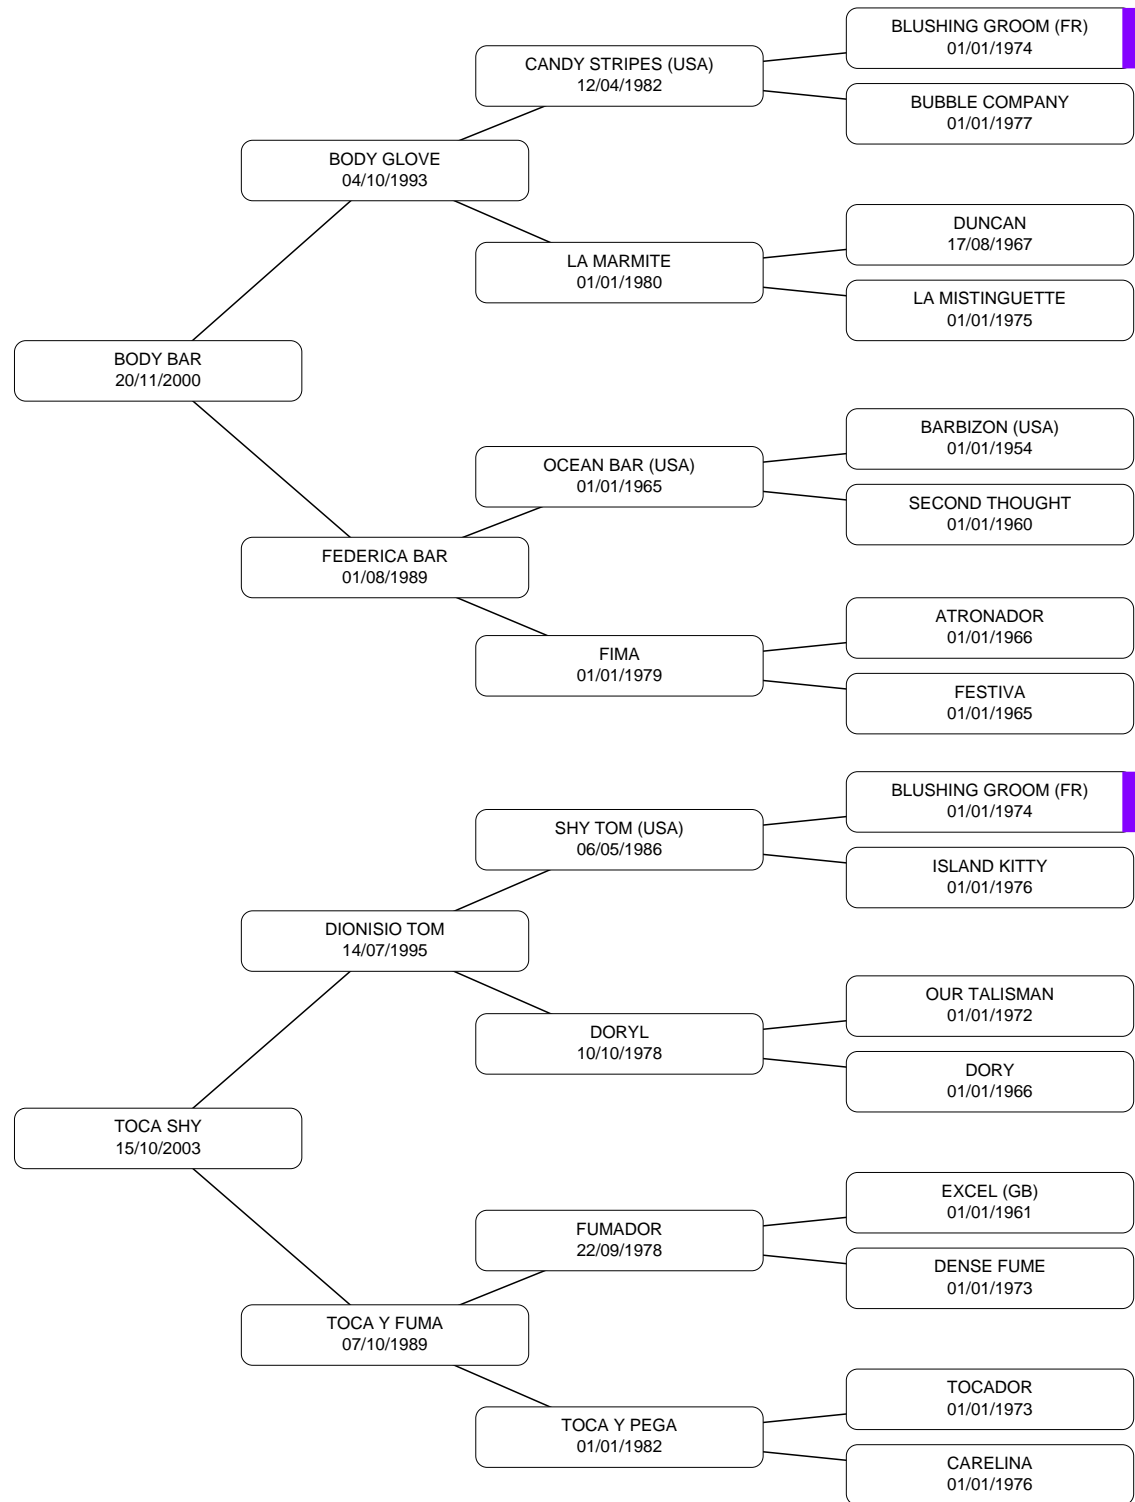 BLUSHING GROOM (FR)
01/01/1974
CANDY STRIPES (USA)
12/04/1982
BUBBLE COMPANY
01/01/1977
BODY GLOVE
04/10/1993
DUNCAN
17/08/1967
LA MARMITE
01/01/1980
LA MISTINGUETTE
01/01/1975
BODY BAR
20/11/2000
BARBIZON (USA)
01/01/1954
OCEAN BAR (USA)
01/01/1965
SECOND THOUGHT
01/01/1960
FEDERICA BAR
01/08/1989
ATRONADOR
01/01/1966
FIMA
01/01/1979
FESTIVA
01/01/1965
BLUSHING GROOM (FR)
01/01/1974
SHY TOM (USA)
06/05/1986
ISLAND KITTY
01/01/1976
DIONISIO TOM
14/07/1995
OUR TALISMAN
01/01/1972
DORYL
10/10/1978
DORY
01/01/1966
TOCA SHY
15/10/2003
EXCEL (GB)
01/01/1961
FUMADOR
22/09/1978
DENSE FUME
01/01/1973
TOCA Y FUMA
07/10/1989
TOCADOR
01/01/1973
TOCA Y PEGA
01/01/1982
CARELINA
01/01/1976